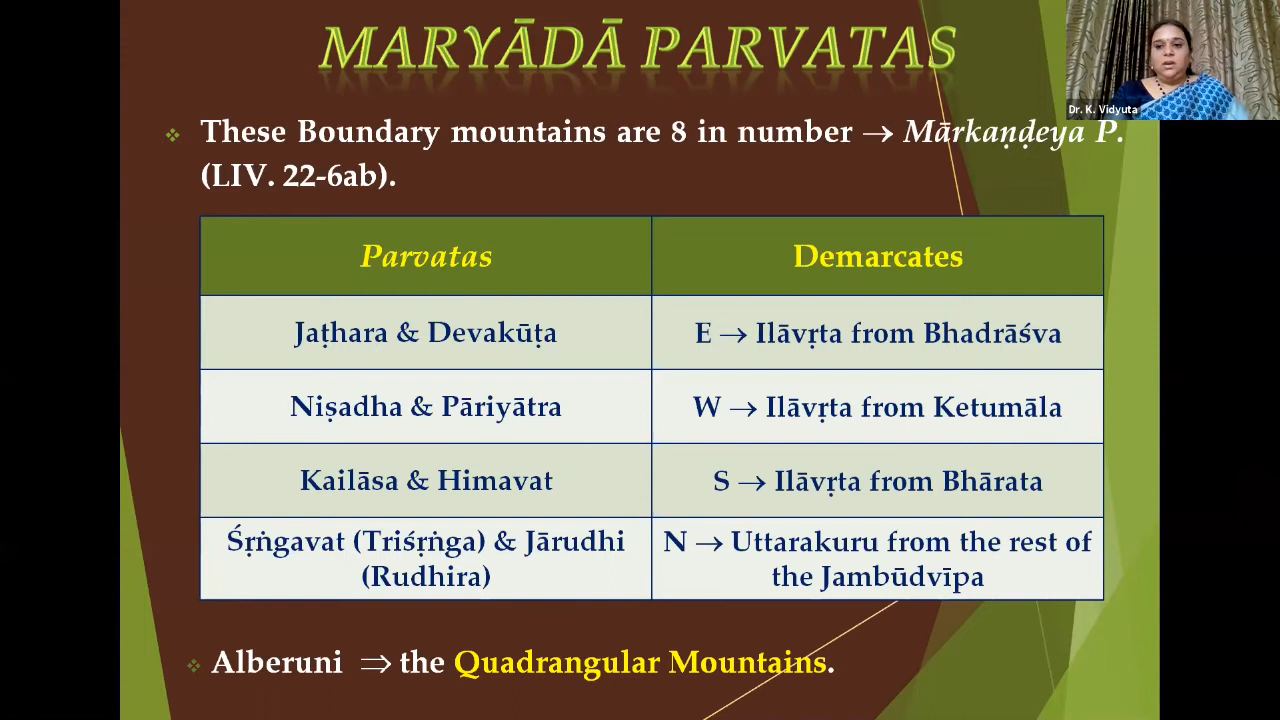 MARYĀDĀ PARVATAS
Dr. K. Vidyuta
❖ These Boundary mountains are 8 in number → Mārkaṇḍeya P.
(LIV. 22-6ab).
Parvatas Demarcates
Jaṭhara & Devakūṭa E → Ilāvṛta from Bhadrāśva
Niṣadha & Pāriyātra W → Ilāvṛta from Ketumāla
Kailāsa & Himavat S → Ilāvṛta from Bhārata
Śṛṅgavat (Triśṛṅga) & Jārudhi
(Rudhira)
N → Uttarakuru from the rest of
the Jambūdvīpa
❖ Alberuni ⇒ the Quadrangular Mountains.